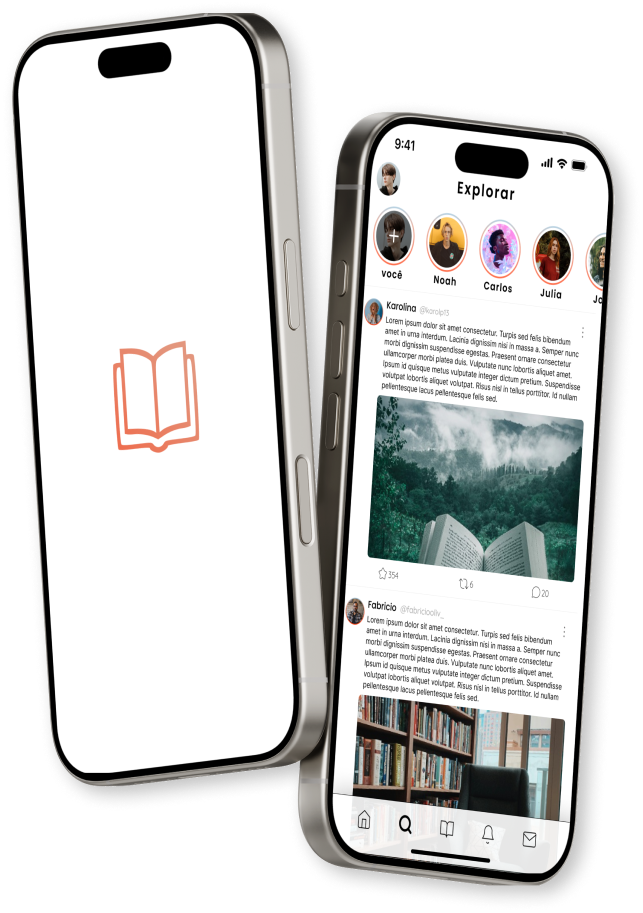 9:41
Explorar
você
Noah
Carlos
Julia
Karolina @karolp13
Lorem ipsum dolor sit amet consectetur. Turpis sed felis bibendum
amet in urna interdum. Lacinia dignissim nisi in massa a. Semper nunc
morbi dignissim suspendisse egestas. Praesent ornare consectetur
ullamcorper morbi platea duis. Vulputate nunc lobortis aliquet amet.
Ipsum id quisque metus vulputate integer dictum pretium. Suspendisse
volutpat lobortis aliquet volutpat. Risus nisl in tellus porttitor. Id nullam
pellentesque lacus pellentesque felis sed.
354
6
20
Fabrício @fabriciooliv_
Lorem ipsum dolor sit amet consectetur. Turpis sed felis bibendum
amet in urna interdum. Lacinia dignissim nisi in massa a. Semper nunc
morbi dignissim suspendisse egestas. Praesent ornare consectetur
ullamcorper morbi platea duis. Vulputate nunc lobortis aliquet amet.
Ipsum id quisque metus vulputate integer dictum pretium. Suspendisse
volutpat lobortis aliquet volutpat. Risus nisl in tellus porttitor. Id nullam
pellentesque lacus pellentesque felis sed.